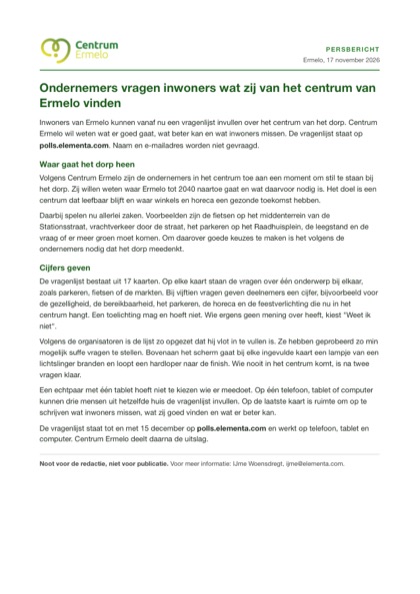 Centrum
Ermelo
PERSBERICHT
Ermelo, 17 november 2026
Ondernemers vragen inwoners wat zij van het centrum van
Ermelo vinden
Inwoners van Ermelo kunnen vanaf nu een vragenlijst invullen over het centrum van het dorp. Centrum
Ermelo wil weten wat er goed gaat, wat beter kan en wat inwoners missen. De vragenlijst staat op
polls.elementa.com. Naam en e-mailadres worden niet gevraagd.
Waar gaat het dorp heen
Volgens Centrum Ermelo zijn de ondernemers in het centrum toe aan een moment om stil te staan bij
het dorp. Zij willen weten waar Ermelo tot 2040 naartoe gaat en wat daarvoor nodig is. Het doel is een
centrum dat leefbaar blijft en waar winkels en horeca een gezonde toekomst hebben.
Daarbij spelen nu allerlei zaken. Voorbeelden zijn de fietsen op het middenterrein van de
Stationsstraat, vrachtverkeer door de straat, het parkeren op het Raadhuisplein, de leegstand en de
vraag of er meer groen moet komen. Om daarover goede keuzes te maken is het volgens de
ondernemers nodig dat het dorp meedenkt.
Cijfers geven
De vragenlijst bestaat uit 17 kaarten. Op elke kaart staan de vragen over één onderwerp bij elkaar,
zoals parkeren, fietsen of de markten. Bij vijftien vragen geven deelnemers een cijfer, bijvoorbeeld voor
de gezelligheid, de bereikbaarheid, het parkeren, de horeca en de feestverlichting die nu in het
centrum hangt. Een toelichting mag en hoeft niet. Wie ergens geen mening over heeft, kiest "Weet ik
niet".
Volgens de organisatoren is de lijst zo opgezet dat hij vlot in te vullen is. Ze hebben geprobeerd zo min
mogelijk suffe vragen te stellen. Bovenaan het scherm gaat bij elke ingevulde kaart een lampje van een
lichtslinger branden en loopt een hardloper naar de finish. Wie nooit in het centrum komt, is na twee
vragen klaar.
Een echtpaar met één tablet hoeft niet te kiezen wie er meedoet. Op één telefoon, tablet of computer
kunnen drie mensen uit hetzelfde huis de vragenlijst invullen. Op de laatste kaart is ruimte om op te
schrijven wat inwoners missen, wat zij goed vinden en wat er beter kan.
De vragenlijst staat tot en met 15 december op polls.elementa.com en werkt op telefoon, tablet en
computer. Centrum Ermelo deelt daarna de uitslag.
Noot voor de redactie, niet voor publicatie. Voor meer informatie: IJme Woensdregt, ijme@elementa.com.